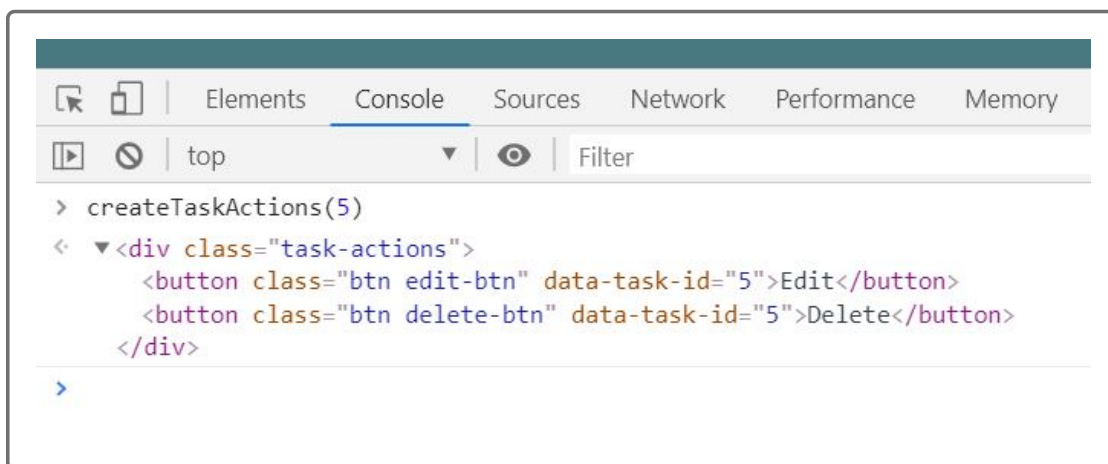 Elements Console Sources Network Performance Memory
top Filter
> createTaskActions(5)
<div class="task-actions">
<button class="btn edit-btn" data-task-id="5">Edit</button>
<button class="btn delete-btn" data-task-id="5">Delete</button>
</div>
>